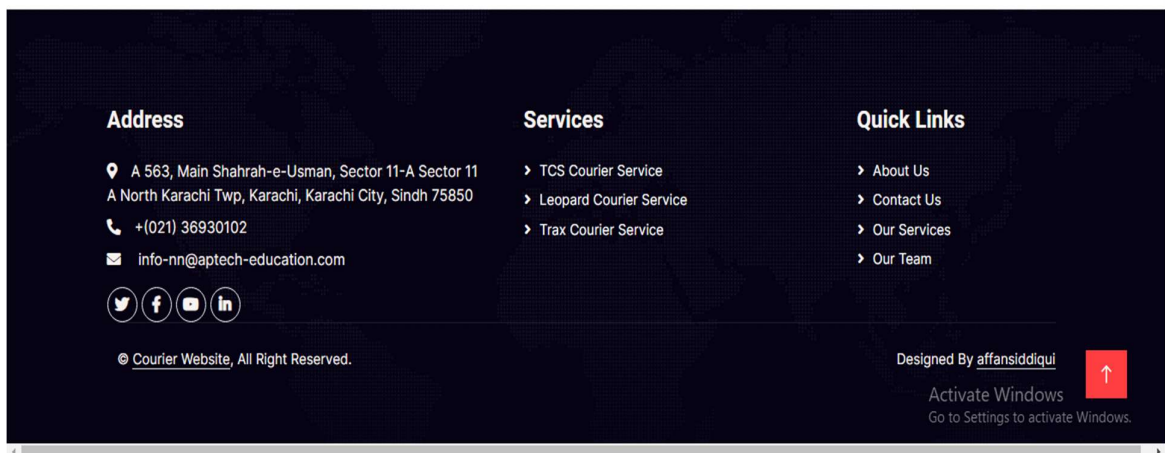 Address
A 563, Main Shahrah-e-Usman, Sector 11-A Sector 11
A North Karachi Twp, Karachi, Karachi City, Sindh 75850
+(021) 36930102
info-nn@aptech-education.com
Services
TCS Courier Service
Leopard Courier Service
Trax Courier Service
Quick Links
About Us
Contact Us
Our Services
Our Team
© Courier Website, All Right Reserved.
Designed By affansiddiqui
Activate Windows
Go to Settings to activate Windows.